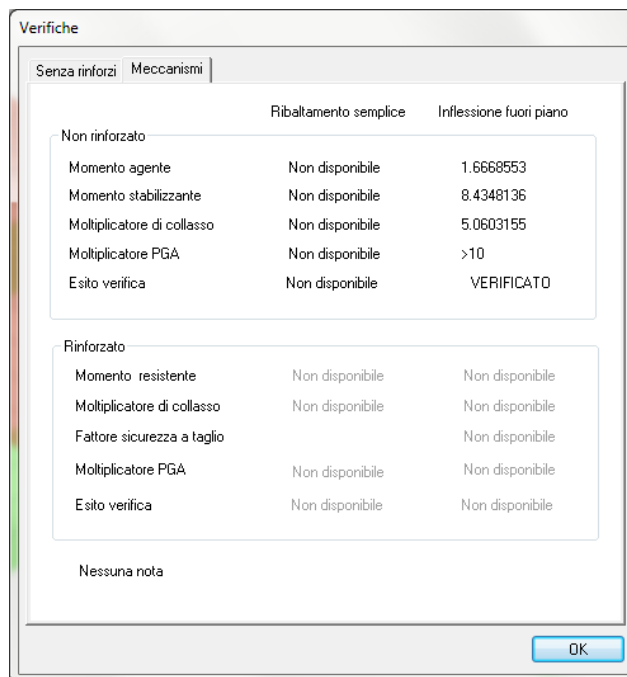 Verifiche
Senza rinforzi Meccanismi
Ribaltamento semplice Inflessione fuori piano
Non rinforzato
Momento agente Non disponibile 1.6668553
Momento stabilizzante Non disponibile 8.4348136
Moltiplicatore di collasso Non disponibile 5.0603155
Moltiplicatore PGA Non disponibile >10
Esito verifica Non disponibile VERIFICATO
Rinforzato
Momento resistente Non disponibile Non disponibile
Moltiplicatore di collasso Non disponibile Non disponibile
Fattore sicurezza a taglio Non disponibile
Moltiplicatore PGA Non disponibile Non disponibile
Esito verifica Non disponibile Non disponibile
Nessuna nota
OK